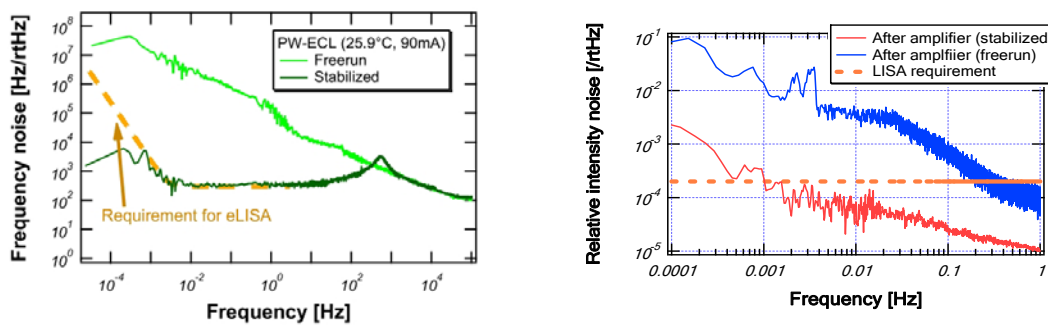 Frequency noise [Hz/rtHz]
10^8
10^7
10^6
10^5
10^4
10^3
10^2
10^1
10^0
PW-ECL (25.9°C, 90mA)
Freerun
Stabilized
Requirement for eLISA
10^-4 10^-2 10^0 10^2 10^4
Frequency [Hz]
Relative intensity noise [/rtHz]
10^-1
10^-2
10^-3
10^-4
10^-5
After amplifier (stabilized
After amplfiier (freerun)
LISA requirement
0.0001 0.001 0.01 0.1 1
Frequency [Hz]